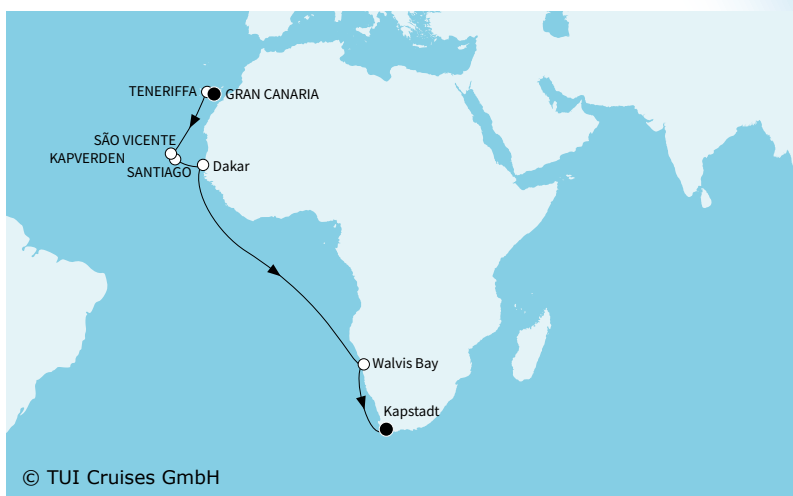 TENERIFFA
GRAN CANARIA
SÃO VICENTE
KAPVERDEN
SANTIAGO
Dakar
Walvis Bay
Kapstadt
© TUI Cruises GmbH